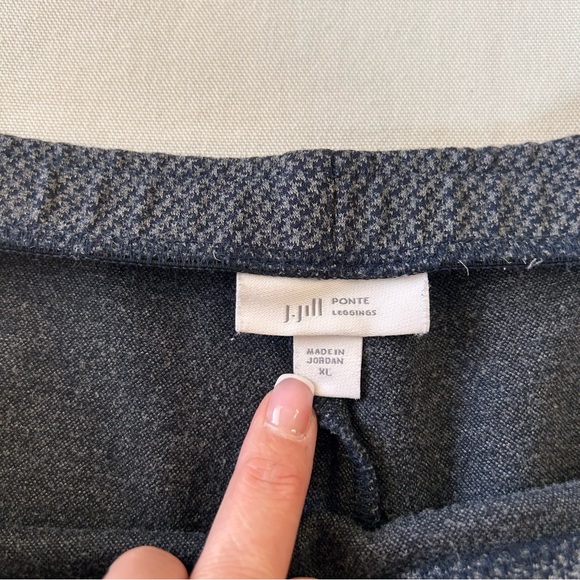 J.Jill PONTE
LEGGINGS
MADE IN
JORDAN
XL